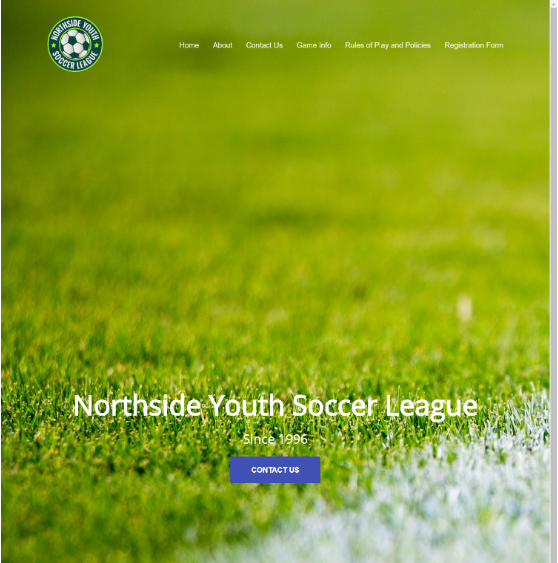 NORTHSIDE YOUTH
SOCCER LEAGUE
Home About Contact Us Game Info Rules of Play and Policies Registration Form
Northside Youth Soccer League
Since 1996
CONTACT US